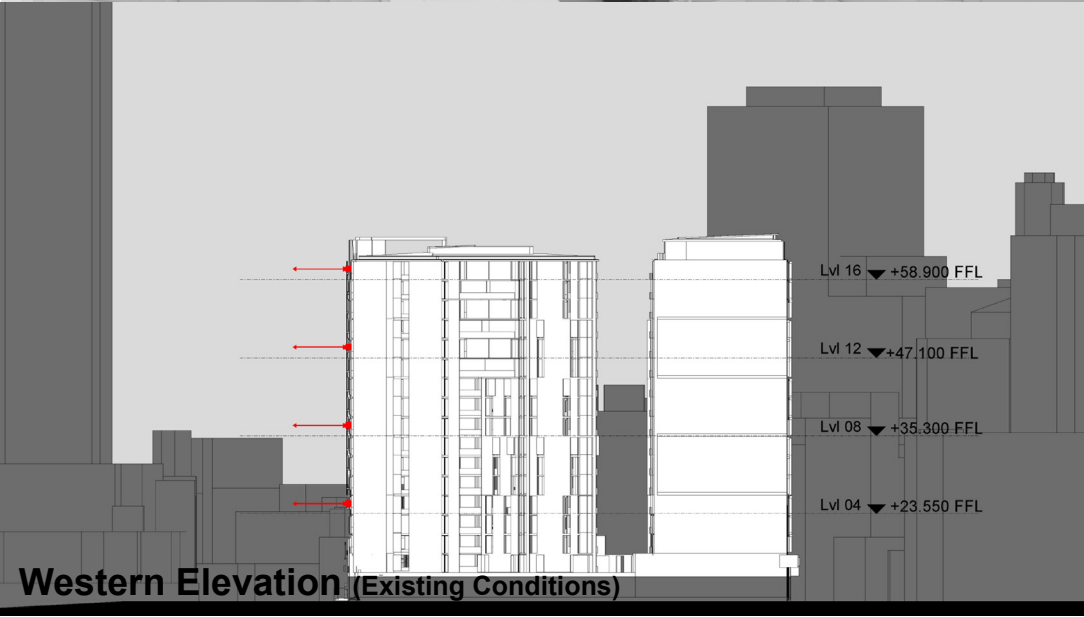 Lvl 16 +58.900 FFL
Lvl 12 +47.100 FFL
Lvl 08 +35.300 FFL
Lvl 04 +23.550 FFL
Western Elevation (Existing Conditions)